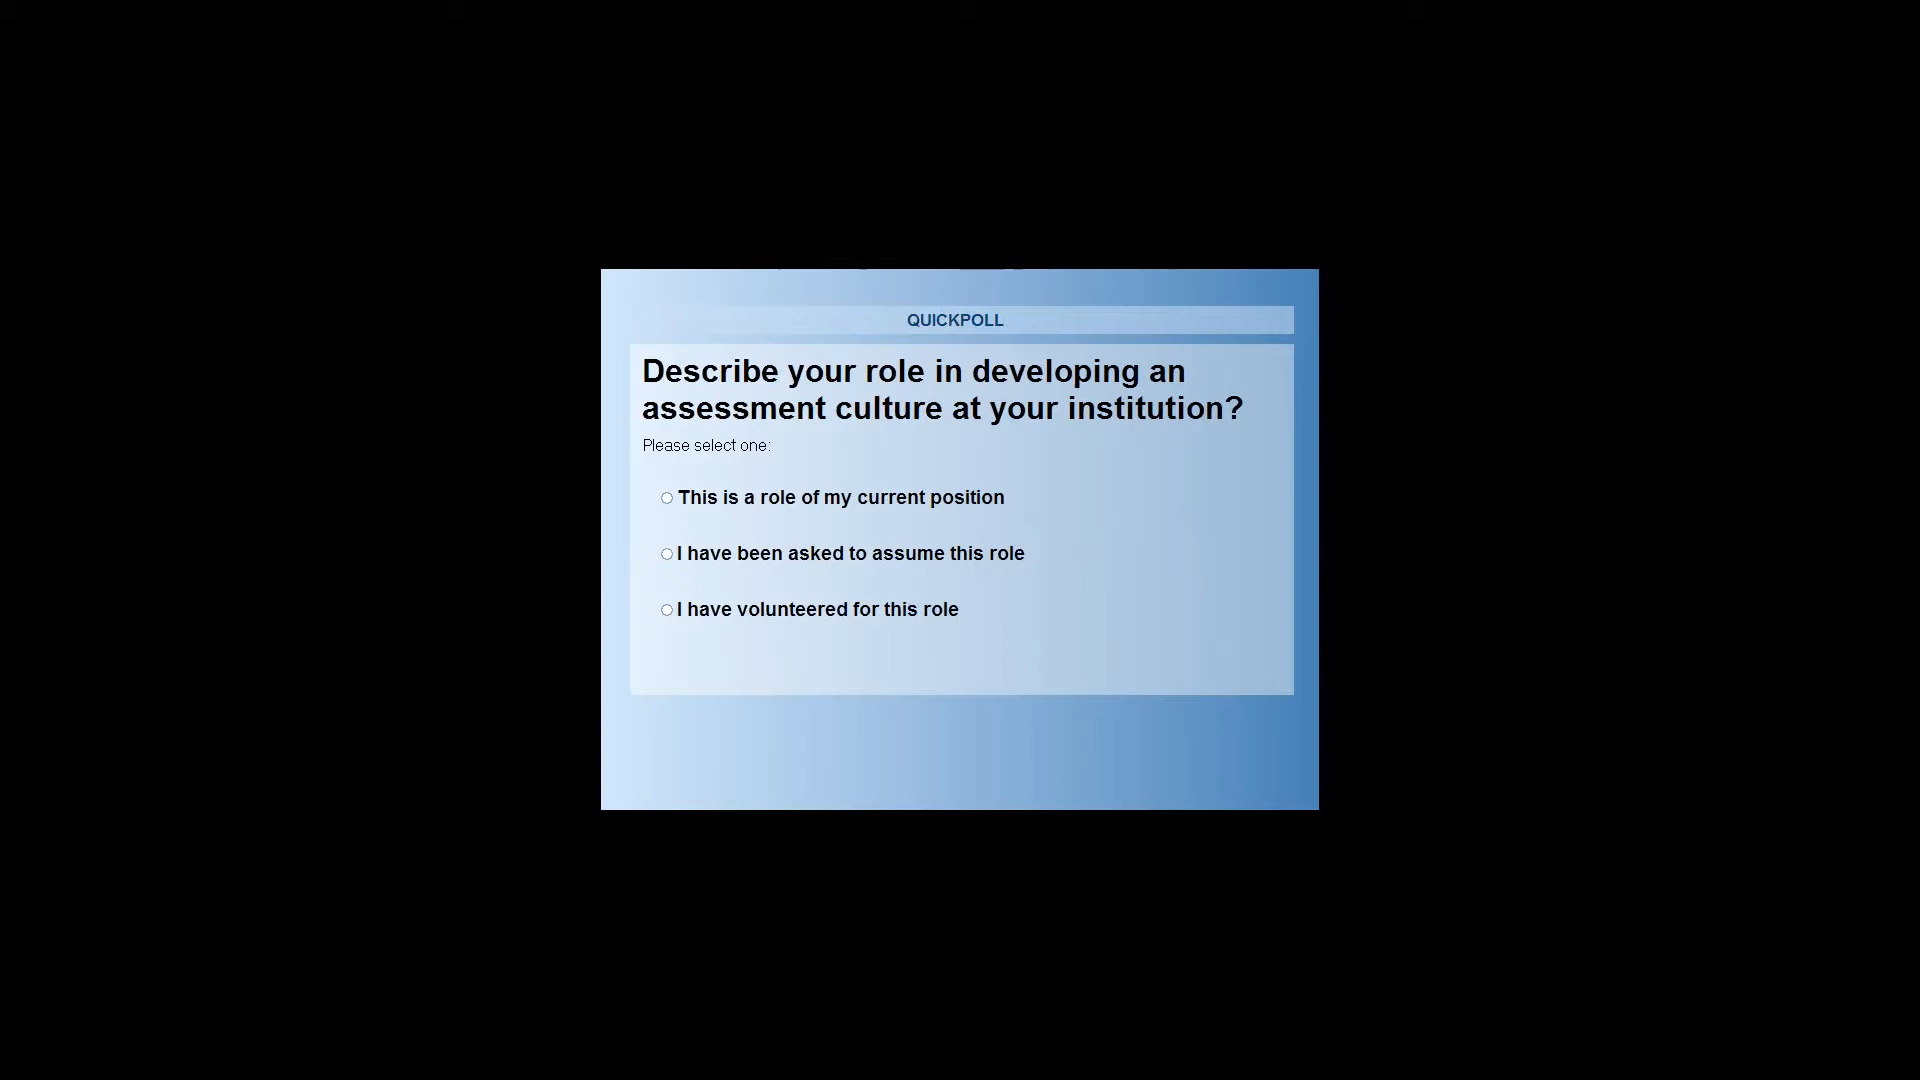 QUICKPOLL
Describe your role in developing an
assessment culture at your institution?
Please select one:
This is a role of my current position
I have been asked to assume this role
I have volunteered for this role